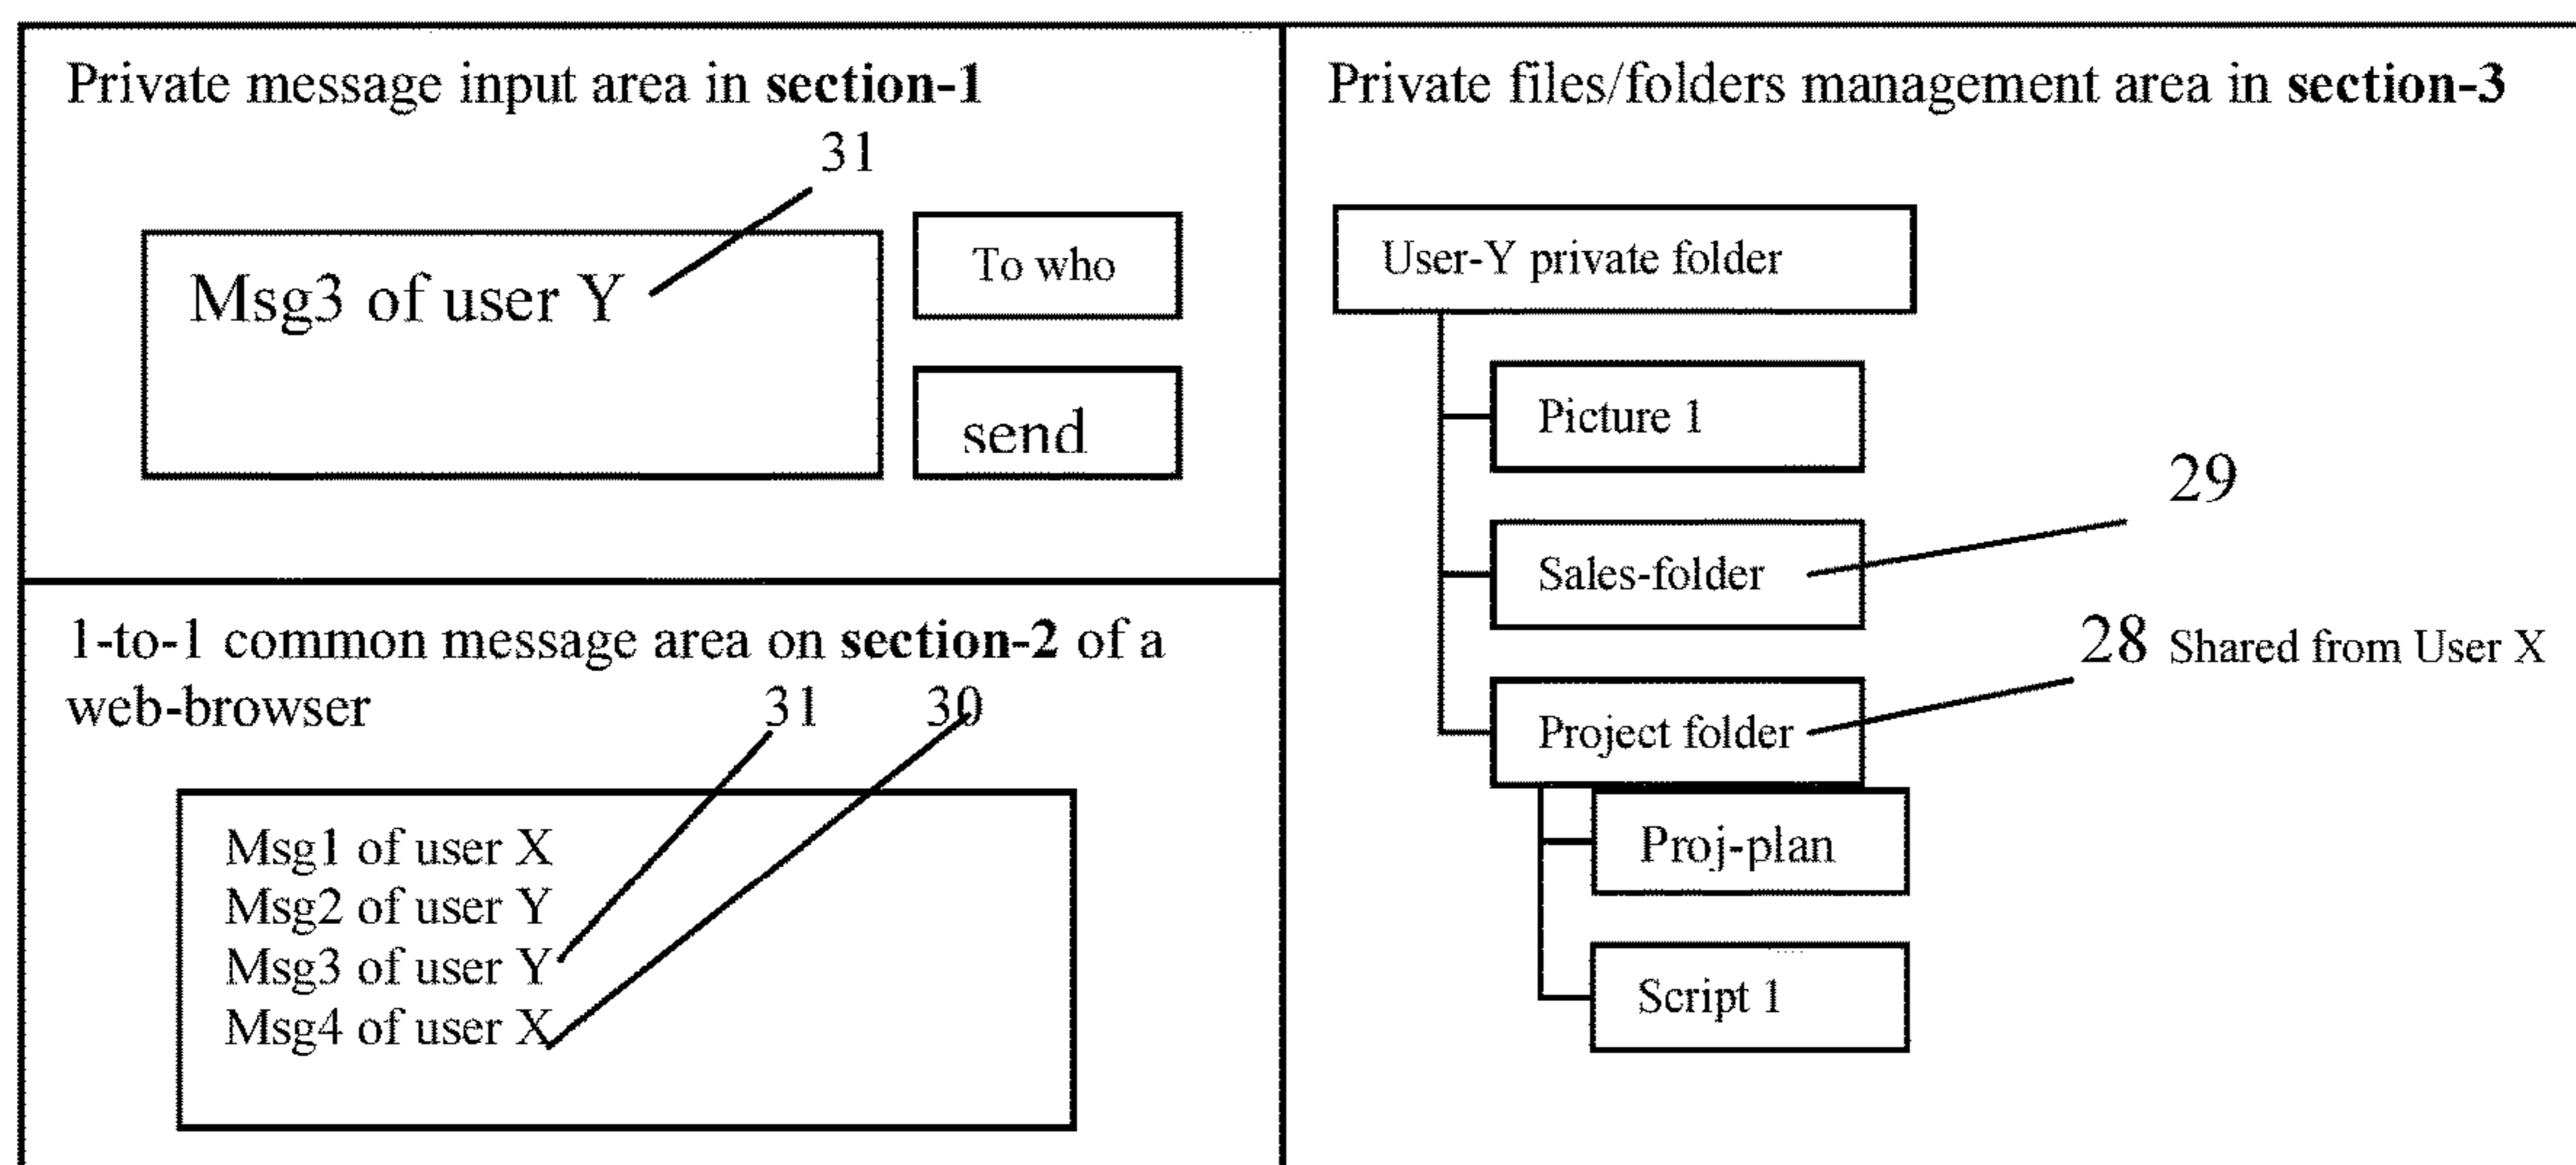 Private message input area in section-1
31
Msg3 of user Y
To who
send
1-to-1 common message area on section-2 of a
web-browser
31
30
Msg1 of user X
Msg2 of user Y
Msg3 of user Y
Msg4 of user X
Private files/folders management area in section-3
User-Y private folder
Picture 1
29
Sales-folder
28 Shared from User X
Project folder
Proj-plan
Script 1